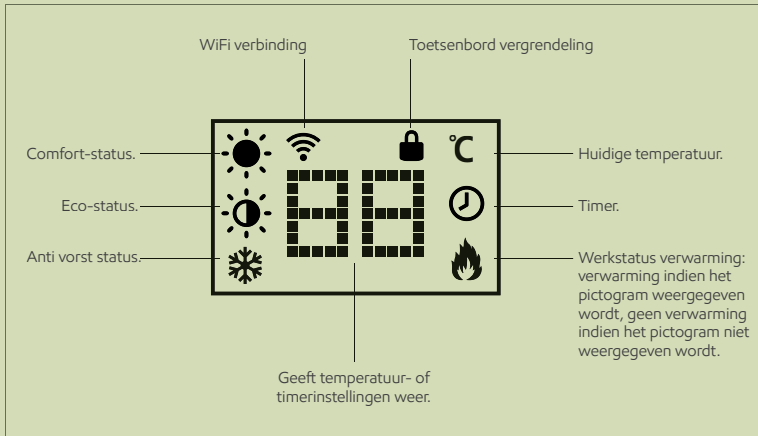 WiFi verbinding
Toetsenbord vergrendeling
Comfort-status.
℃
Huidige temperatuur.
88
Eco-status.
Timer.
Anti vorst status.
Werkstatus verwarming:
verwarming indien het
pictogram weergegeven
wordt, geen verwarming
indien het pictogram niet
weergegeven wordt.
Geeft temperatuur- of
timerinstellingen weer.